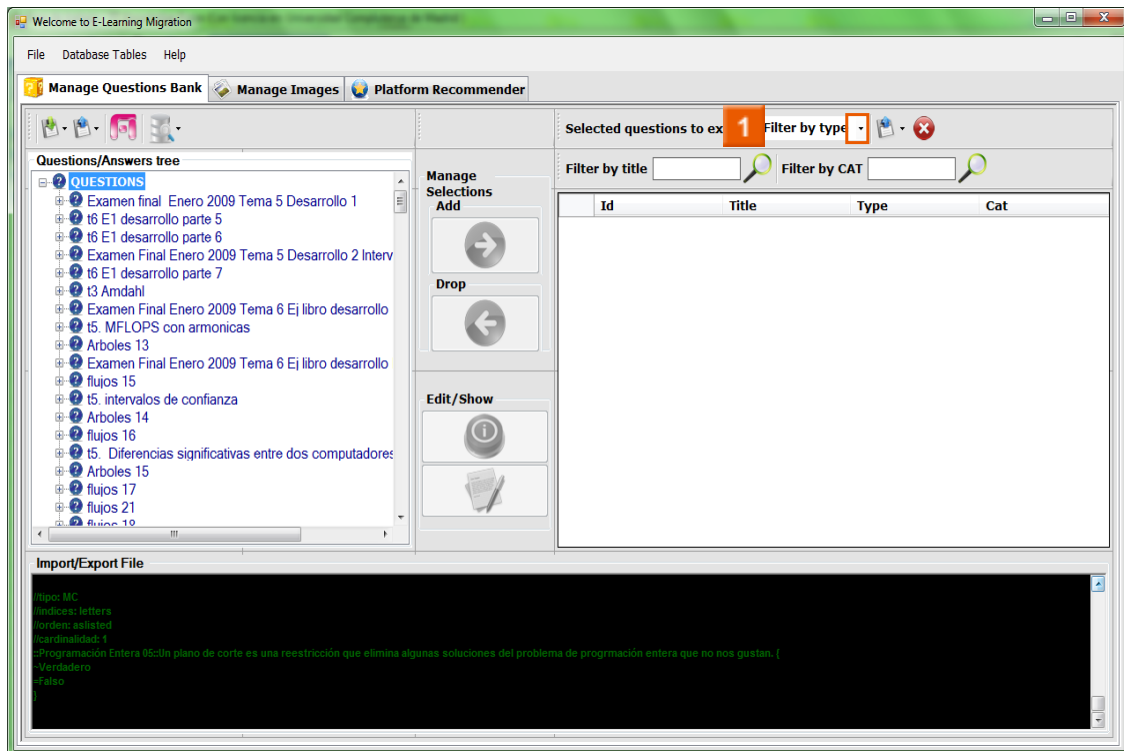 Welcome to E-Learning Migration
File Database Tables Help
Manage Questions Bank Manage Images Platform Recommender
Selected questions to ex 1 Filter by type
Questions/Answers tree
Manage Selections
Filter by title Filter by CAT
QUESTIONS
Examen final Enero 2009 Tema 5 Desarrollo 1
t6 E1 desarrollo parte 5
t6 E1 desarrollo parte 6
Examen Final Enero 2009 Tema 5 Desarrollo 2 Interv
t6 E1 desarrollo parte 7
t3 Amdahl
Examen Final Enero 2009 Tema 6 Ej libro desarrollo
t5. MFLOPS con armonicas
Arboles 13
Examen Final Enero 2009 Tema 6 Ej libro desarrollo
flujos 15
t5. intervalos de confianza
Arboles 14
flujos 16
t5. Diferencias significativas entre dos computadores
Arboles 15
flujos 17
flujos 21
flujos 18
Add
Drop
Edit/Show
Id Title Type Cat
Import/Export File
//tipo: MC
//indices: letters
//orden: aslisted
//cardinalidad: 1
::Programación Entera 05::Un plano de corte es una reestricción que elimina algunas soluciones del problema de progrmación entera que no nos gustan. {
~Verdadero
=Falso
}